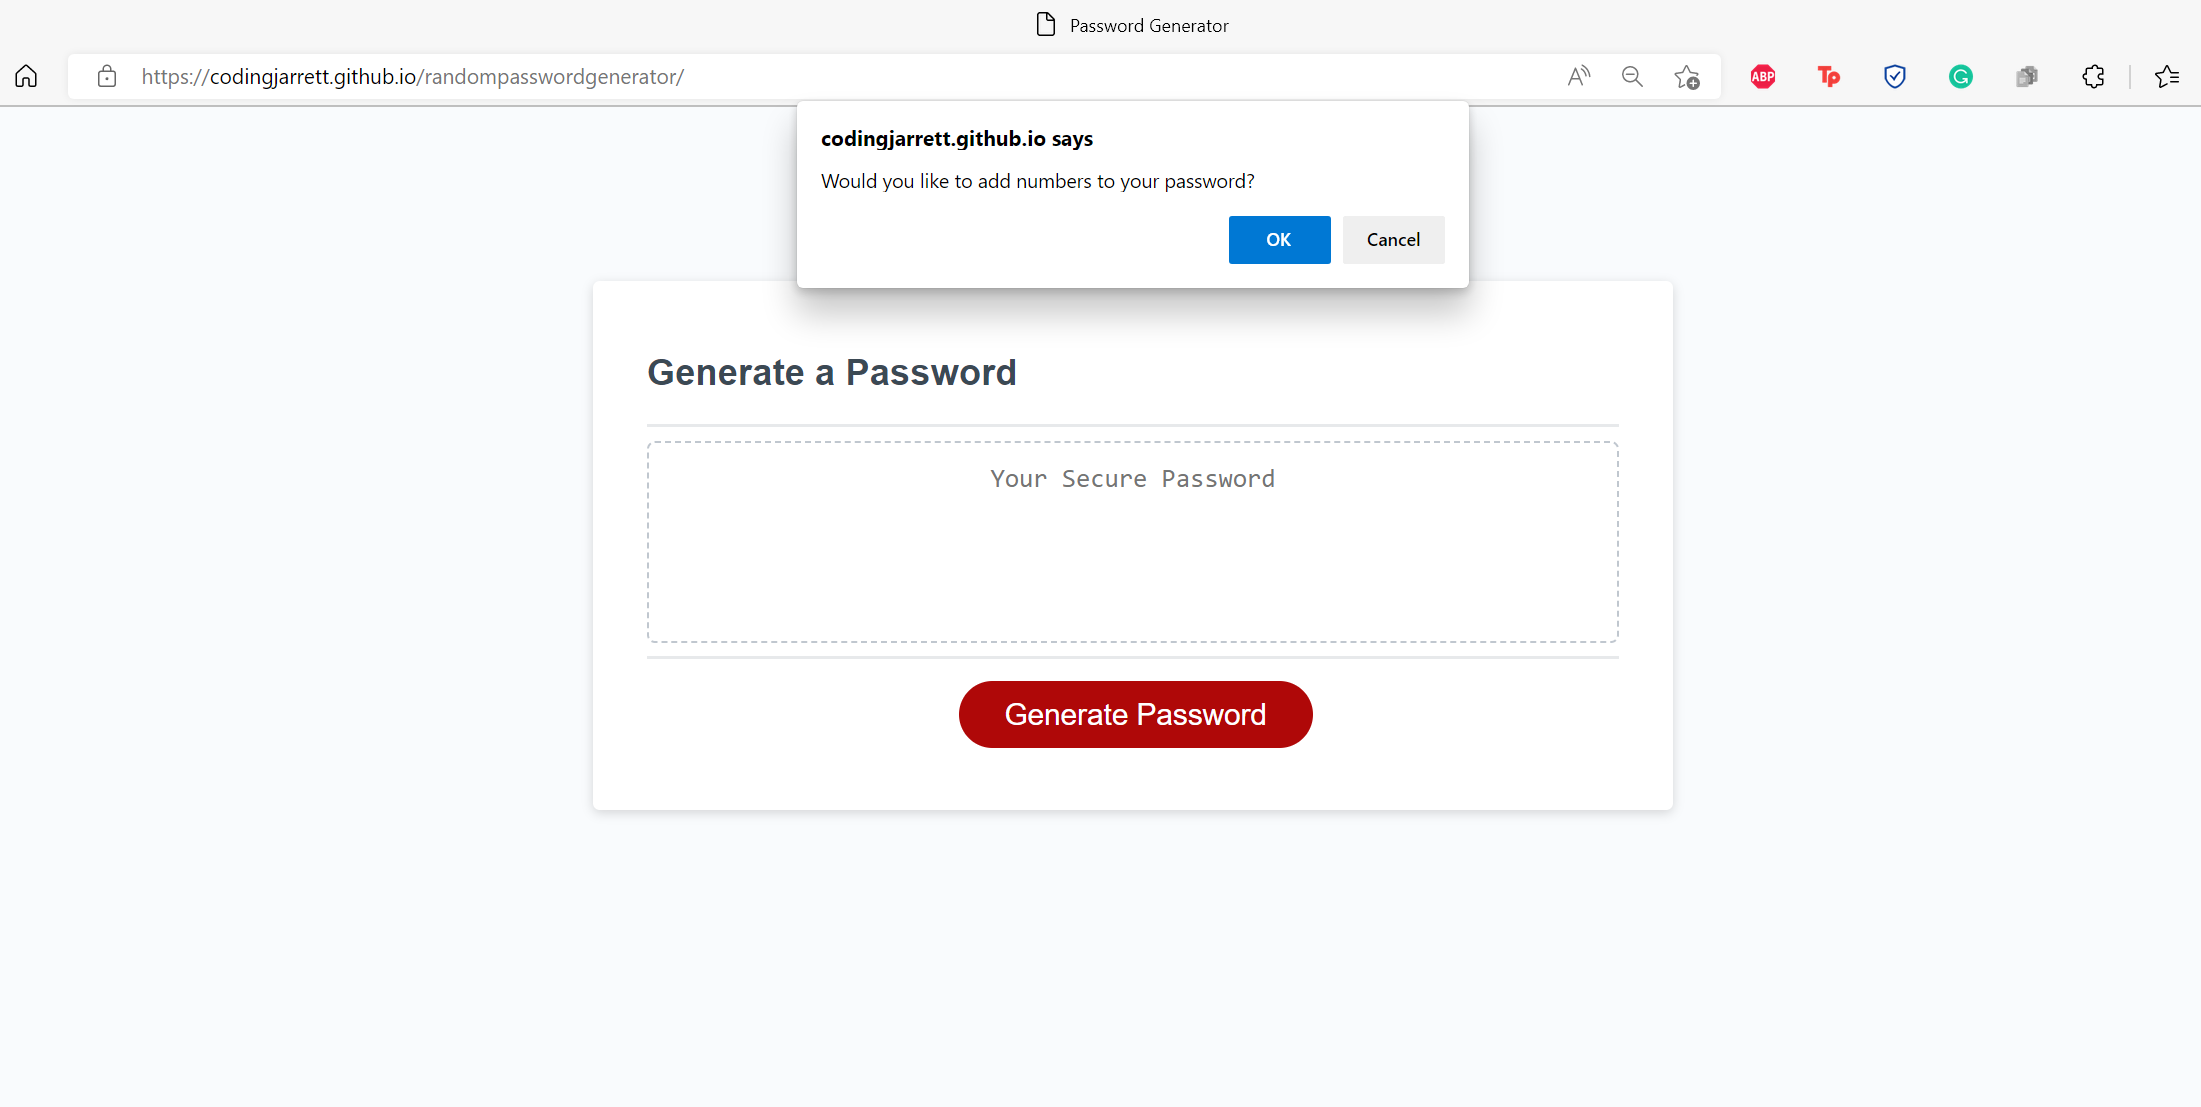 Password Generator
https://codingjarrett.github.io/randompasswordgenerator/
ABP
Tp
G
codingjarrett.github.io says
Would you like to add numbers to your password?
OK Cancel
Generate a Password
Your Secure Password
Generate Password